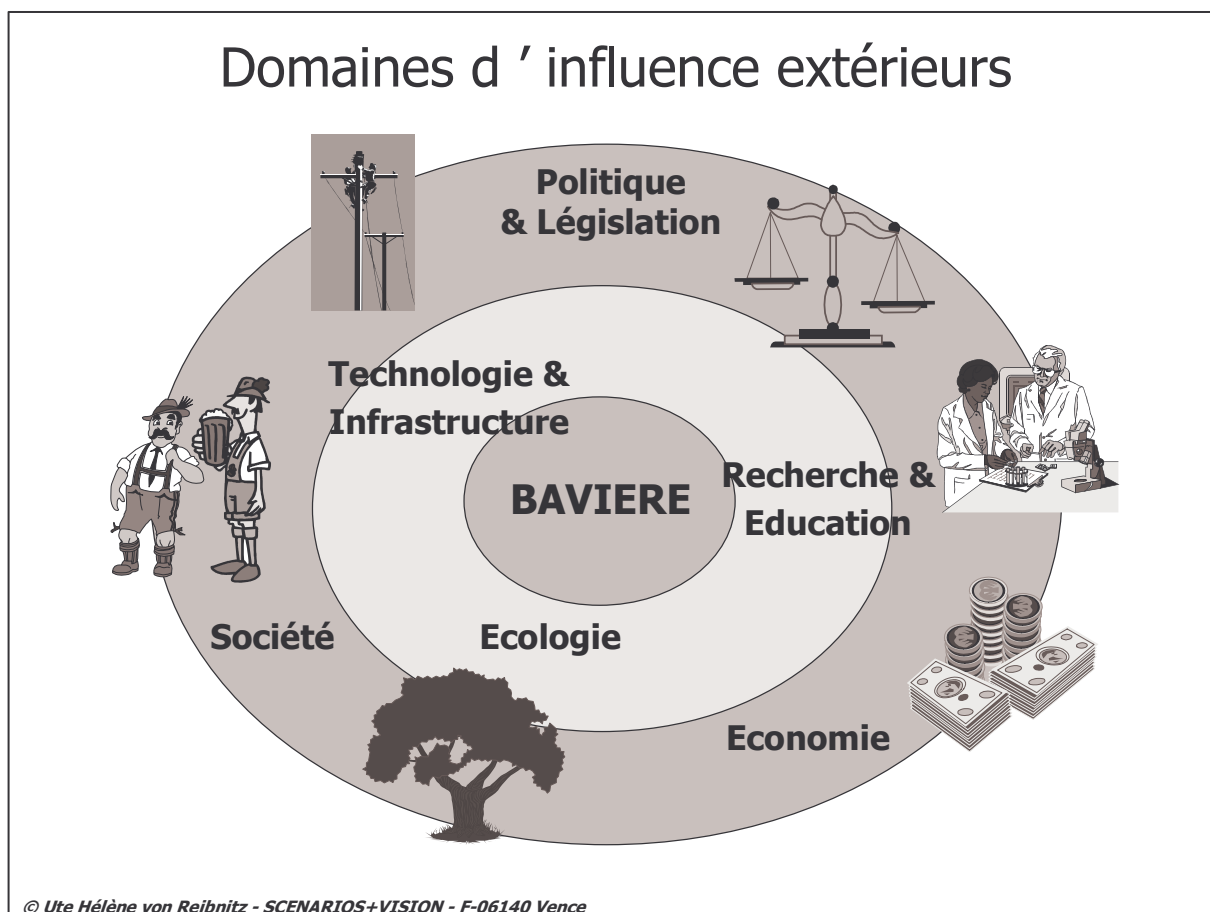 Domaines d ’ influence extérieurs
Politique
& Législation
Technologie &
Infrastructure
BAVIERE
Recherche &
Education
Société
Ecologie
Economie
© Ute Hélène von Reibnitz - SCENARIOS+VISION - F-06140 Vence